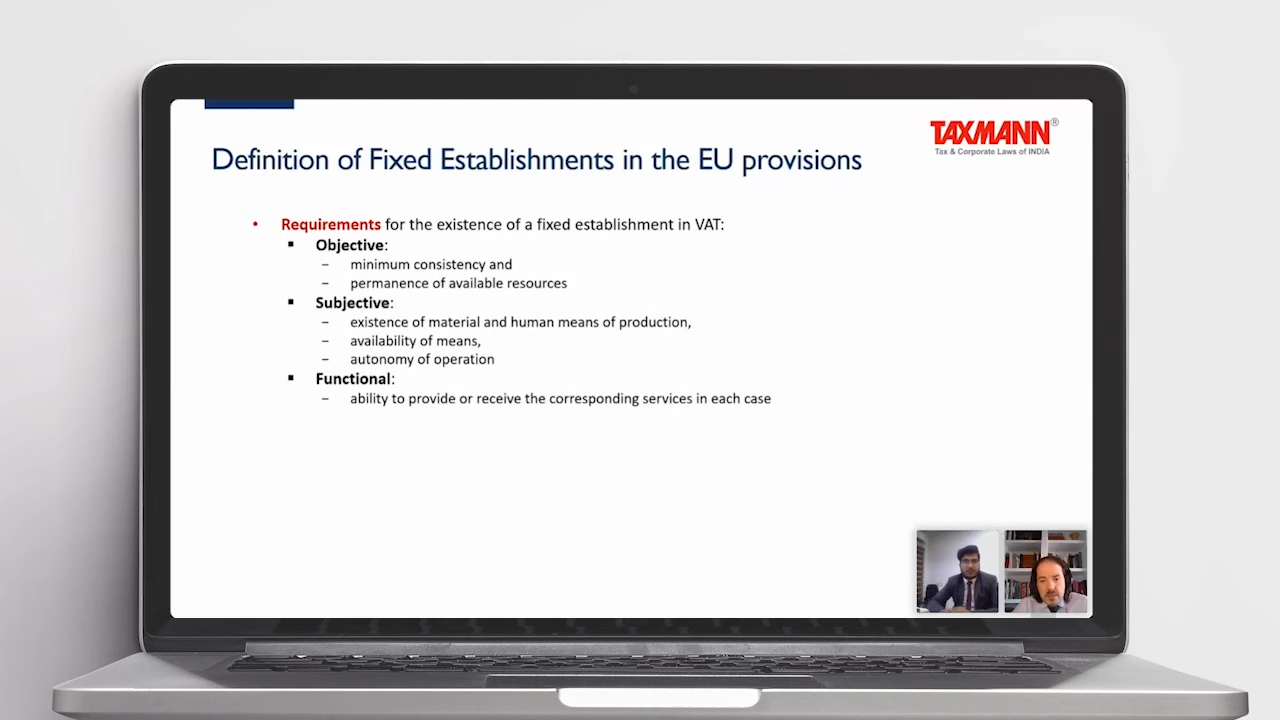 TAXMANN®
Tax & Corporate Laws of INDIA
Definition of Fixed Establishments in the EU provisions
• Requirements for the existence of a fixed establishment in VAT:
▪ Objective:
– minimum consistency and
– permanence of available resources
▪ Subjective:
– existence of material and human means of production,
– availability of means,
– autonomy of operation
▪ Functional:
– ability to provide or receive the corresponding services in each case